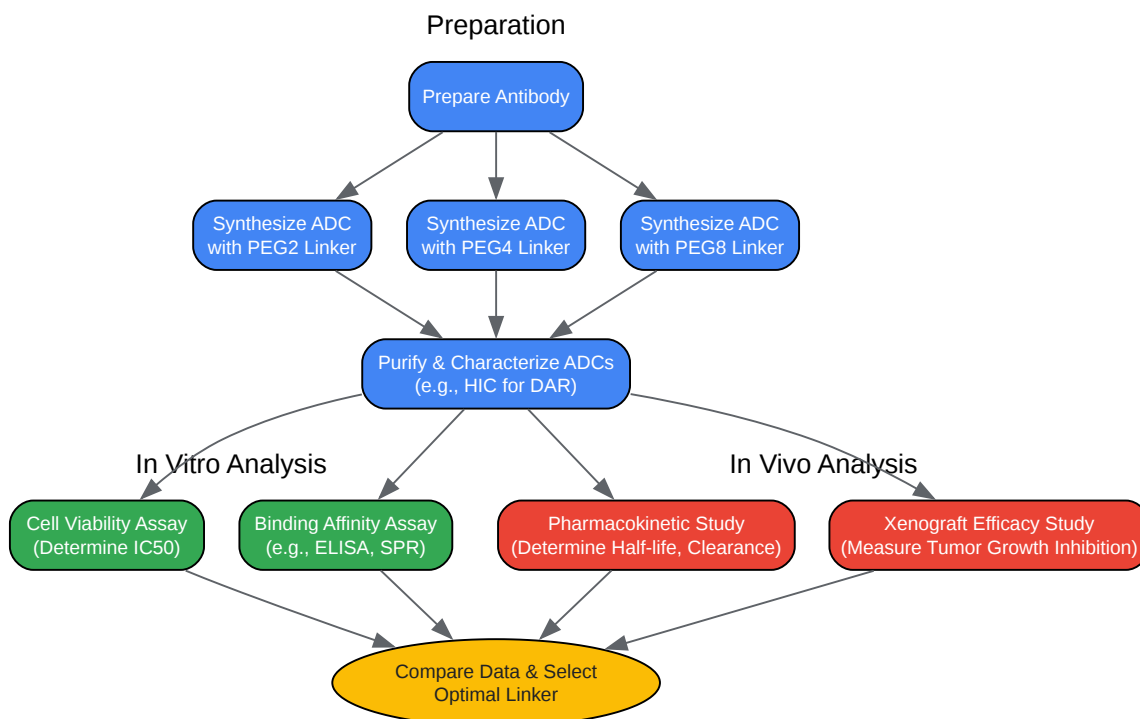 Preparation
Prepare Antibody
Synthesize ADC
with PEG2 Linker
Synthesize ADC
with PEG4 Linker
Synthesize ADC
with PEG8 Linker
Purify & Characterize ADCs
(e.g., HIC for DAR)
In Vitro Analysis
In Vivo Analysis
Cell Viability Assay
(Determine IC50)
Binding Affinity Assay
(e.g., ELISA, SPR)
Pharmacokinetic Study
(Determine Half-life, Clearance)
Xenograft Efficacy Study
(Measure Tumor Growth Inhibition)
Compare Data & Select
Optimal Linker